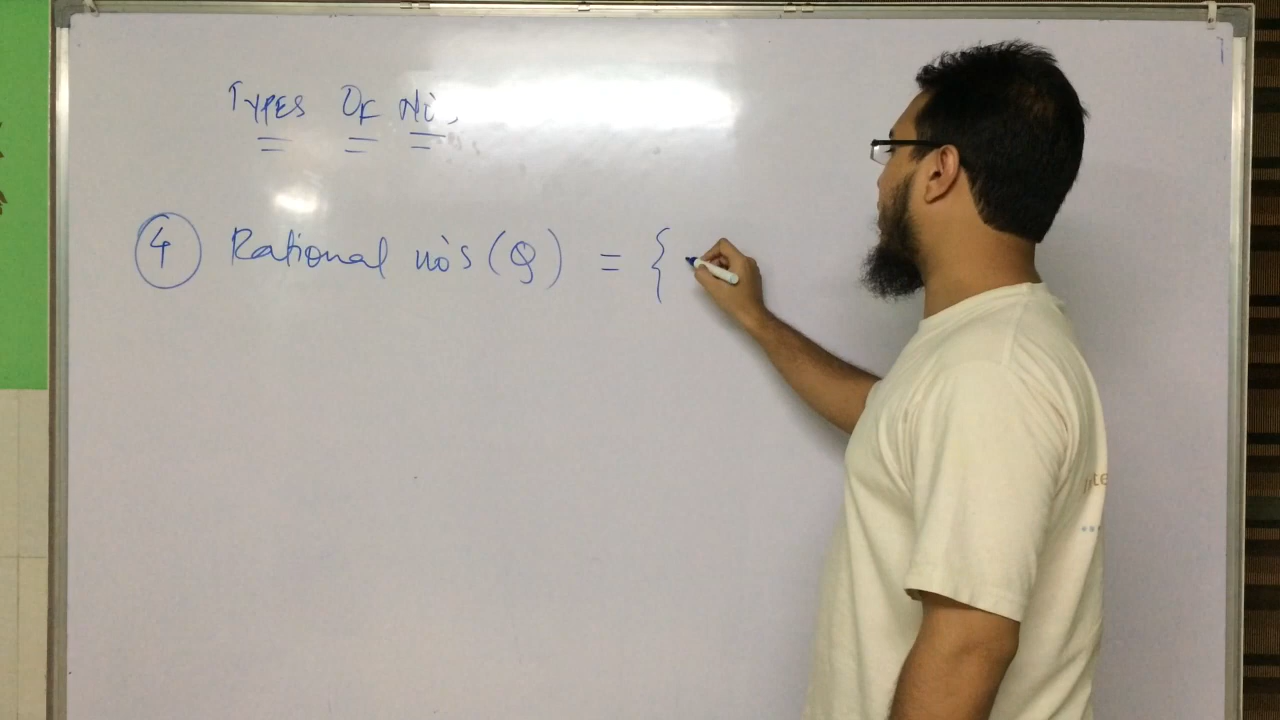 TYPES OF NO.
4 Rational no's (Q) = {